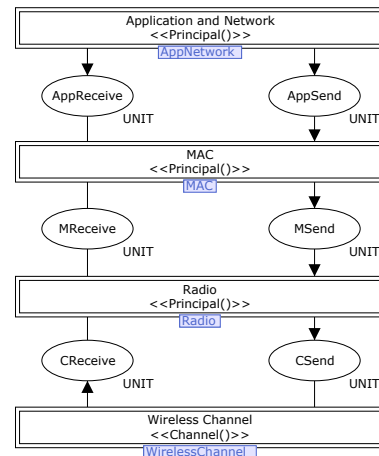 Application and Network
<<Principal()>>
AppNetwork
AppReceive
AppSend
UNIT
UNIT
MAC
<<Principal()>>
MAC
MReceive
MSend
UNIT
UNIT
Radio
<<Principal()>>
Radio
CReceive
CSend
UNIT
UNIT
Wireless Channel
<<Channel()>>
WirelessChannel